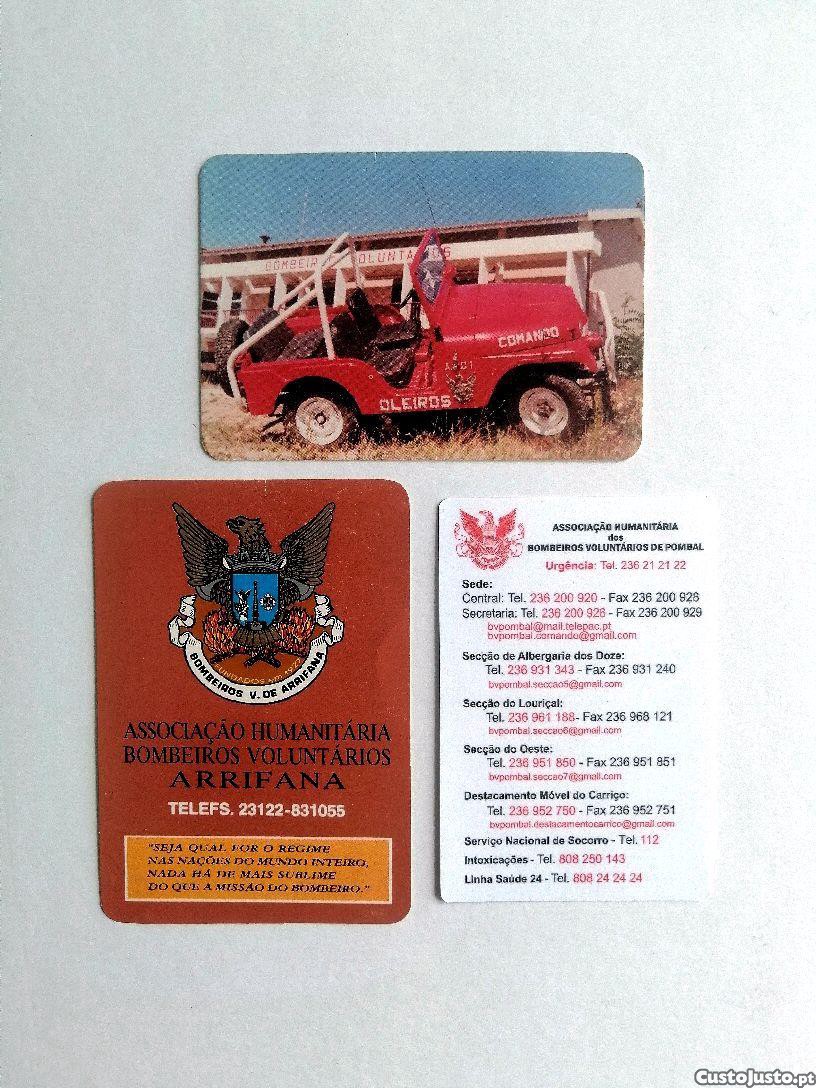 BOMBEIROS VOLUNTÁRIOS
COMANDO
OLEIROS
FUNDADOS EM 1927
BOMBEIROS V. DE ARRIFANA
ASSOCIAÇÃO HUMANITÁRIA
BOMBEIROS VOLUNTÁRIOS
ARRIFANA
TELEFS. 23122-831055
"SEJA QUAL FOR O REGIME
NAS NAÇÕES DO MUNDO INTEIRO,
NADA HÁ DE MAIS SUBLIME
DO QUE A MISSÃO DO BOMBEIRO."
ASSOCIAÇÃO HUMANITÁRIA
dos
BOMBEIROS VOLUNTÁRIOS DE POMBAL
Urgência: Tel. 236 21 21 22
Sede:
Central: Tel. 236 200 920 - Fax 236 200 928
Secretaria: Tel. 236 200 926 - Fax 236 200 929
bvpombal@mail.telepac.pt
bvpombal.comando@gmail.com
Secção de Albergaria dos Doze:
Tel. 236 931 343 - Fax 236 931 240
bvpombal.seccao5@gmail.com
Secção do Louriçal:
Tel. 236 961 188- Fax 236 968 121
bvpombal.seccao6@gmail.com
Secção do Oeste:
Tel. 236 951 850 - Fax 236 951 851
bvpombal.seccao7@gmail.com
Destacamento Móvel do Carriço:
Tel. 236 952 750 - Fax 236 952 751
bvpombal.destacamentocarrico@gmail.com
Serviço Nacional de Socorro - Tel. 112
Intoxicações - Tel. 808 250 143
Linha Saúde 24 - Tel. 808 24 24 24
CustoJusto.pt